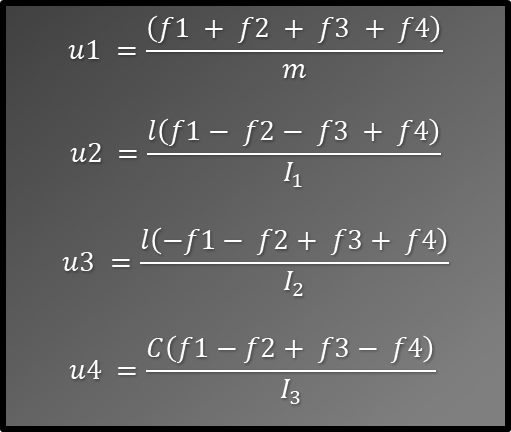 u1 = (f1 + f2 + f3 + f4) / m
u2 = l(f1 − f2 − f3 + f4) / I₁
u3 = l(−f1 − f2 + f3 + f4) / I₂
u4 = C(f1 − f2 + f3 − f4) / I₃